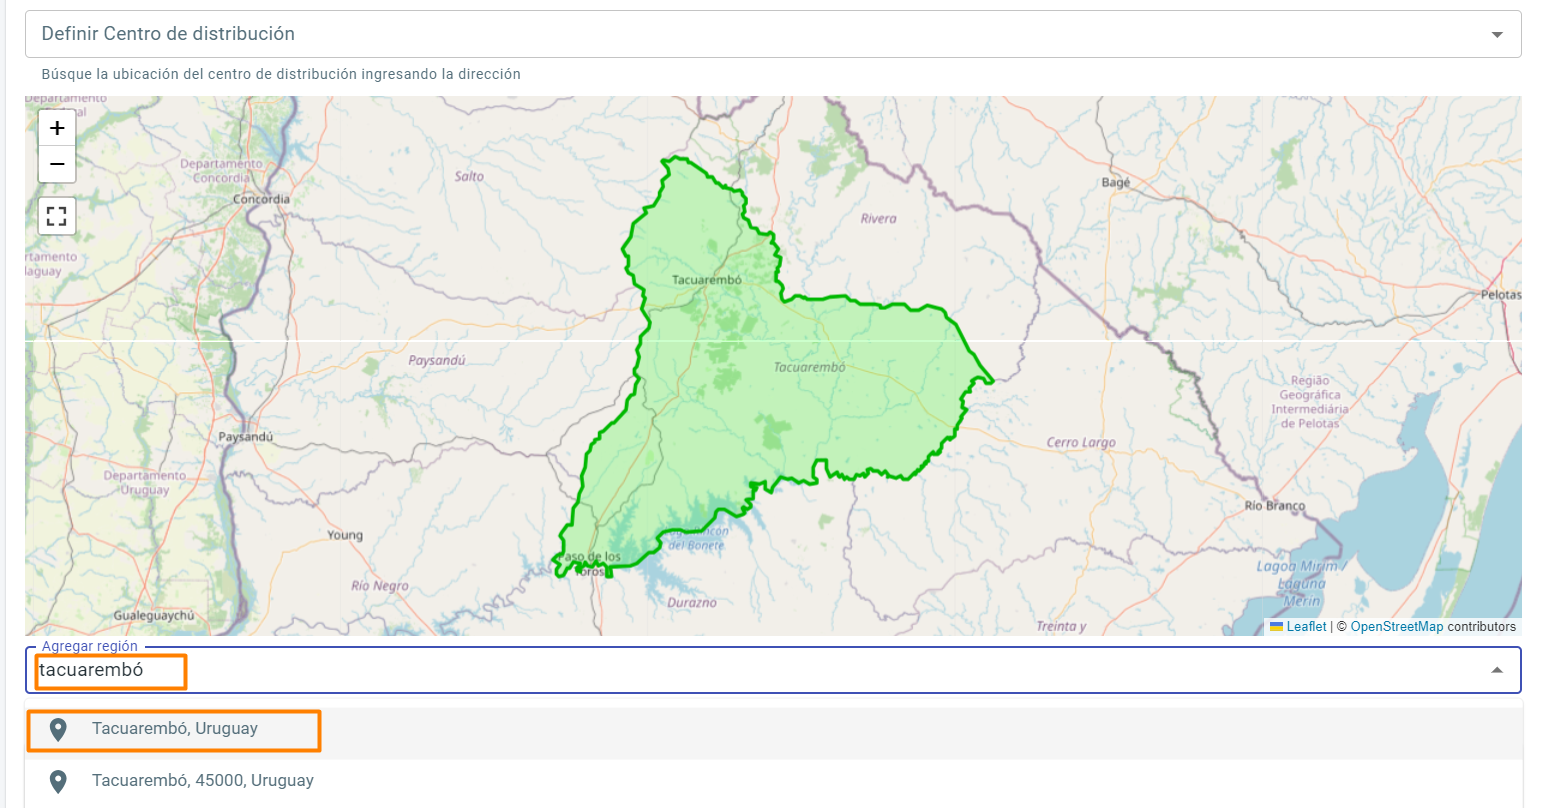 Definir Centro de distribución
Búsque la ubicación del centro de distribución ingresando la dirección
Departamento
+
−
Departamento
Concordia
Concordia
Salto
Rivera
Bagé
Tacuarembó
Pelotas
Paysandú
Tacuarembó
Região
Geográfica
Intermediária
de Pelotas
Paysandú
Cerro Largo
Departamento
Uruguay
Río Branco
Young
del Bonete
Paso de los
Toros
Lagoa Mirim /
Laguna
Merín
Río Negro
Durazno
Gualeguaychú
Treinta y
Leaflet | © OpenStreetMap contributors
Agregar región
tacuarembó
Tacuarembó, Uruguay
Tacuarembó, 45000, Uruguay